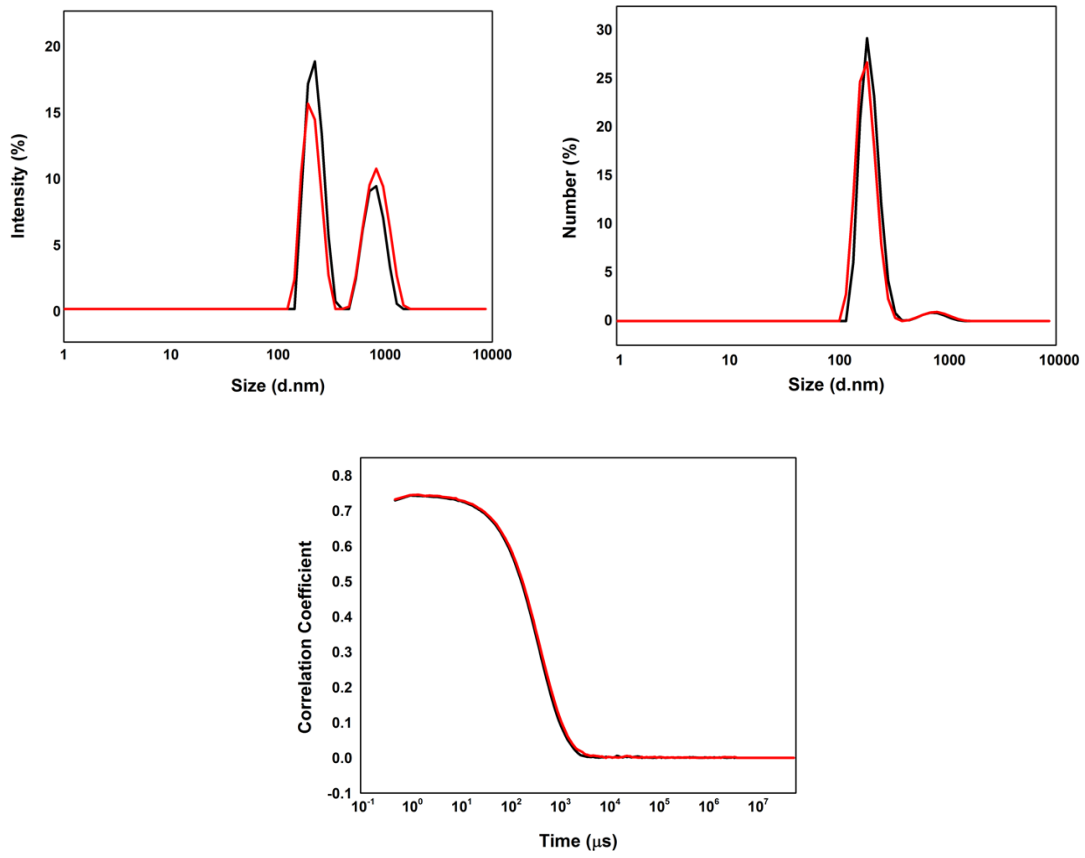 Intensity (%)
20
15
10
5
0
1 10 100 1000 10000
Size (d.nm)
Number (%)
30
25
20
15
10
5
0
1 10 100 1000 10000
Size (d.nm)
Correlation Coefficient
0.8
0.7
0.6
0.5
0.4
0.3
0.2
0.1
0.0
-0.1
10⁻¹ 10⁰ 10¹ 10² 10³ 10⁴ 10⁵ 10⁶ 10⁷
Time (μs)